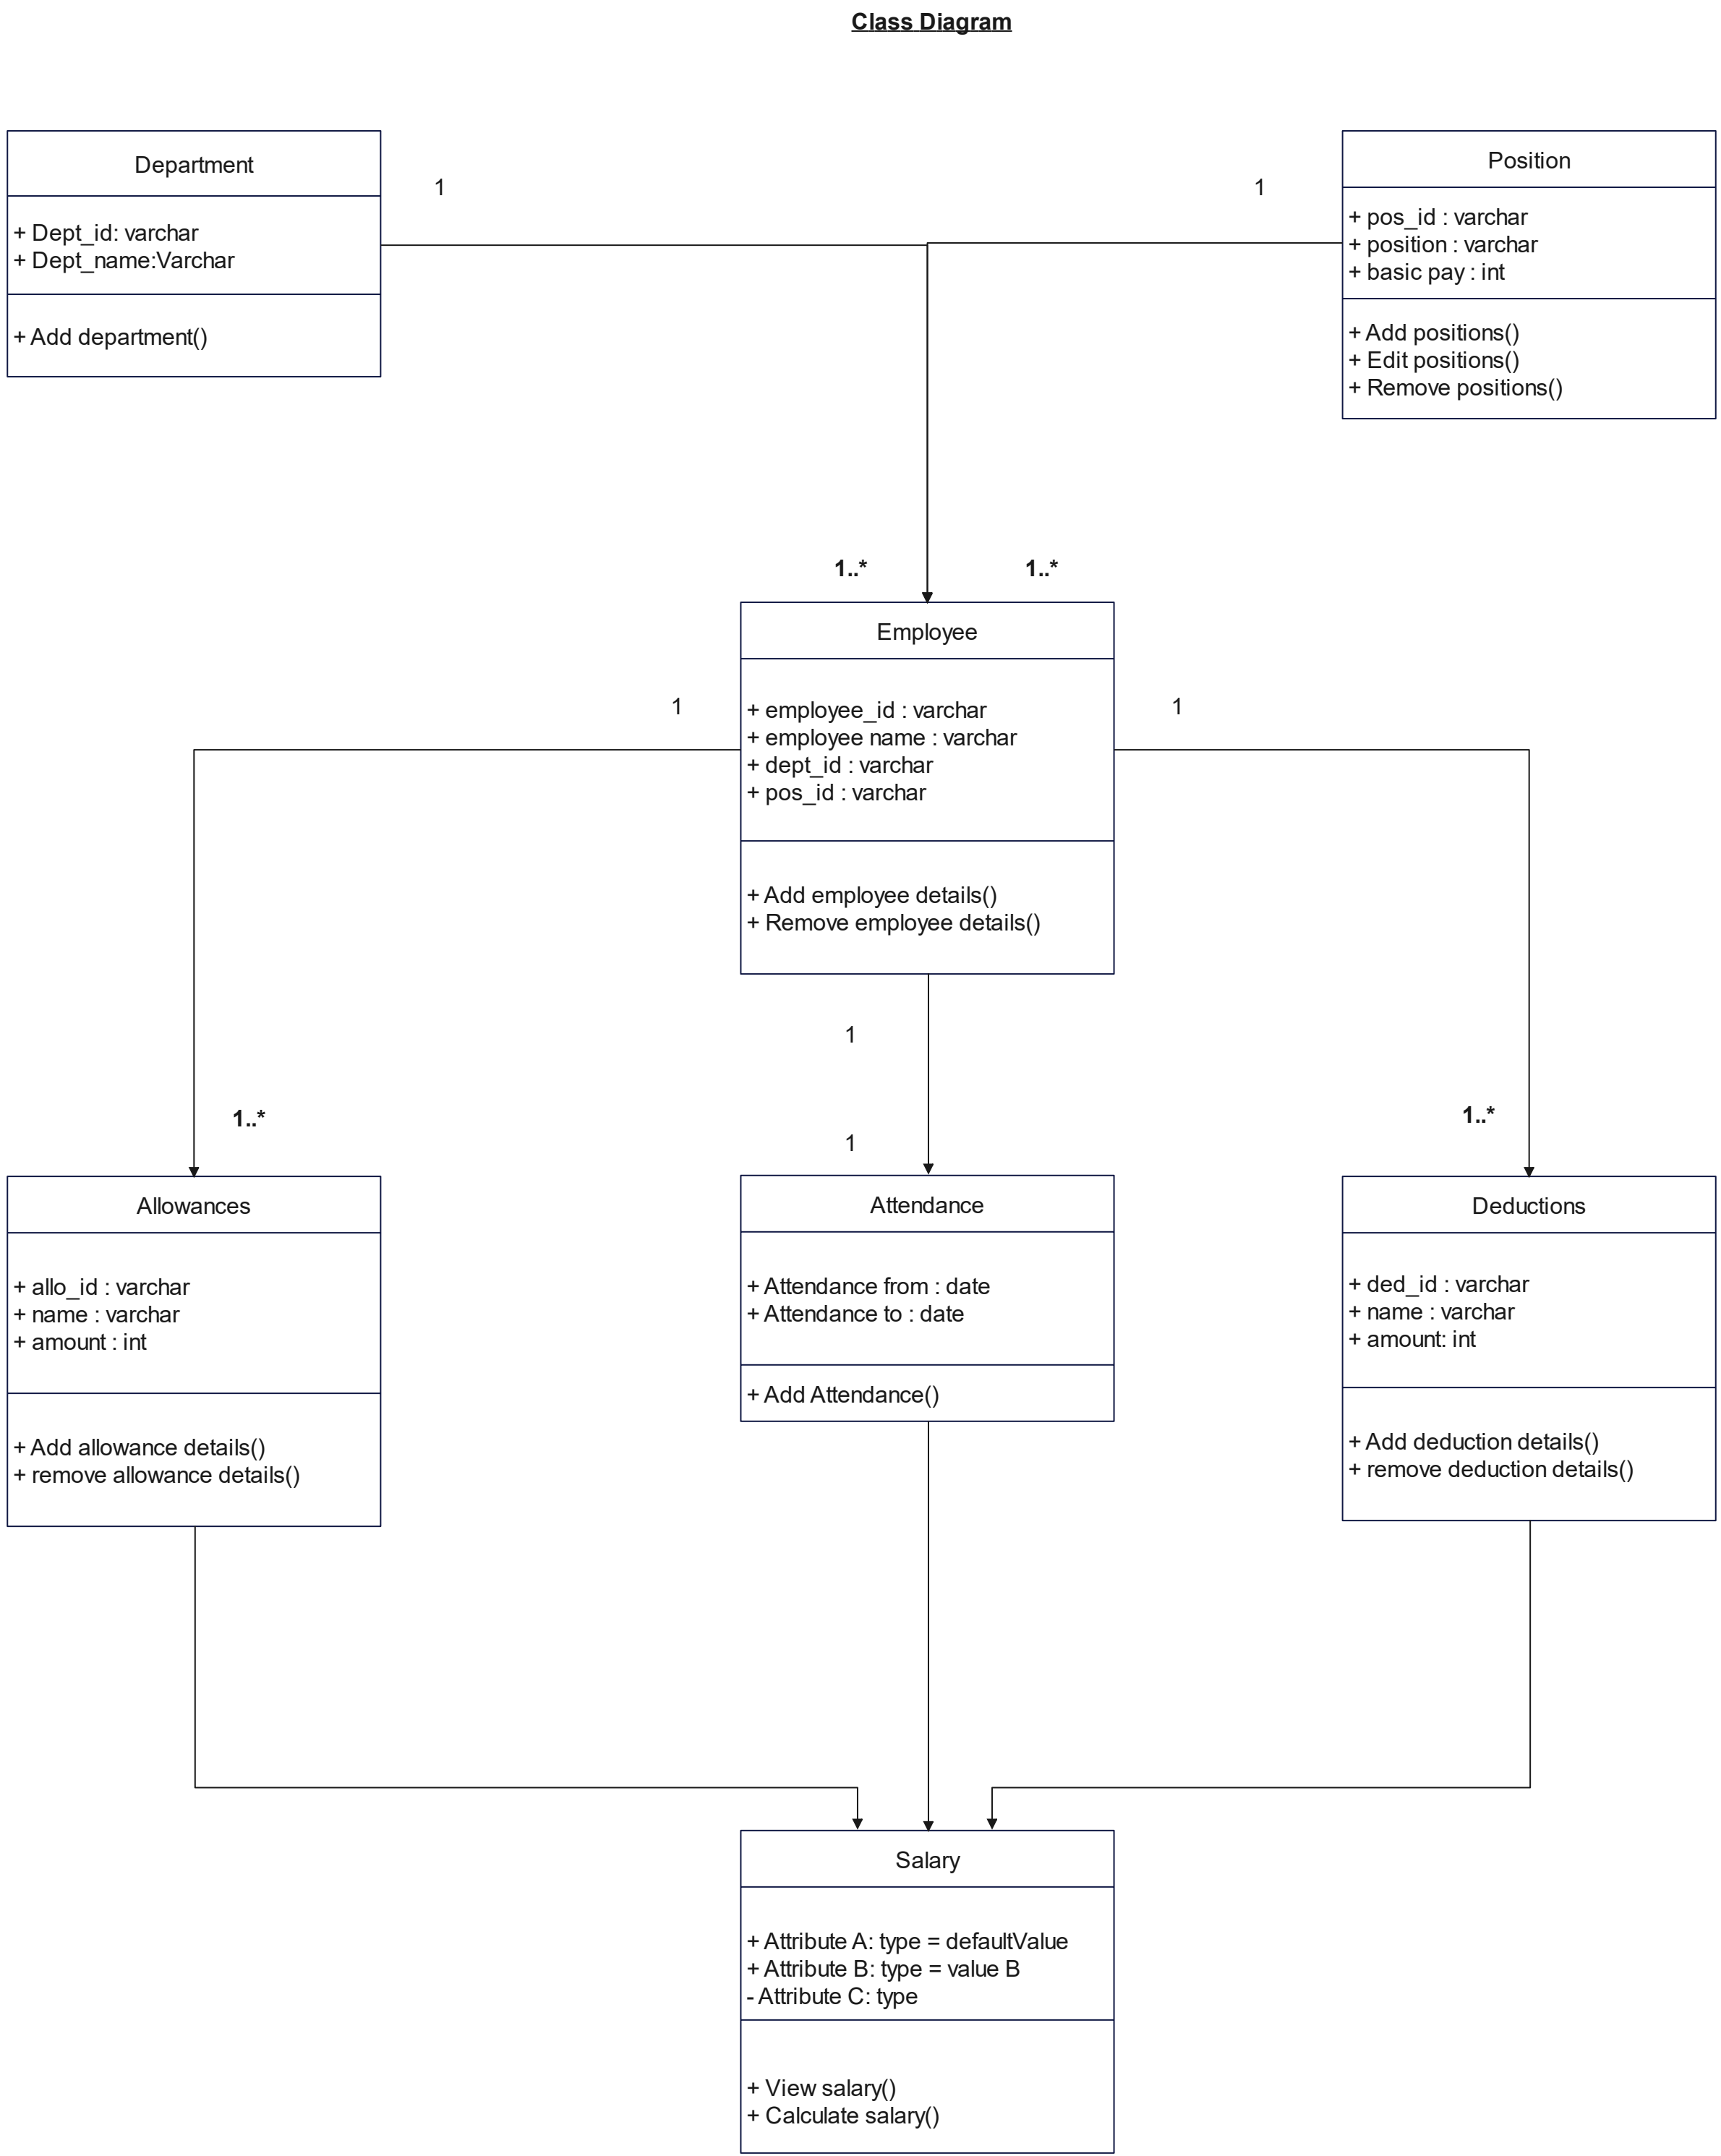 Class Diagram
Department
+ Dept_id: varchar
+ Dept_name:Varchar
+ Add department()
1
1
Position
+ pos_id : varchar
+ position : varchar
+ basic pay : int
+ Add positions()
+ Edit positions()
+ Remove positions()
1..*
1..*
Employee
+ employee_id : varchar
+ employee name : varchar
+ dept_id : varchar
+ pos_id : varchar
+ Add employee details()
+ Remove employee details()
1
1
1
1
1..*
1..*
Allowances
+ allo_id : varchar
+ name : varchar
+ amount : int
+ Add allowance details()
+ remove allowance details()
Attendance
+ Attendance from : date
+ Attendance to : date
+ Add Attendance()
Deductions
+ ded_id : varchar
+ name : varchar
+ amount: int
+ Add deduction details()
+ remove deduction details()
Salary
+ Attribute A: type = defaultValue
+ Attribute B: type = value B
- Attribute C: type
+ View salary()
+ Calculate salary()